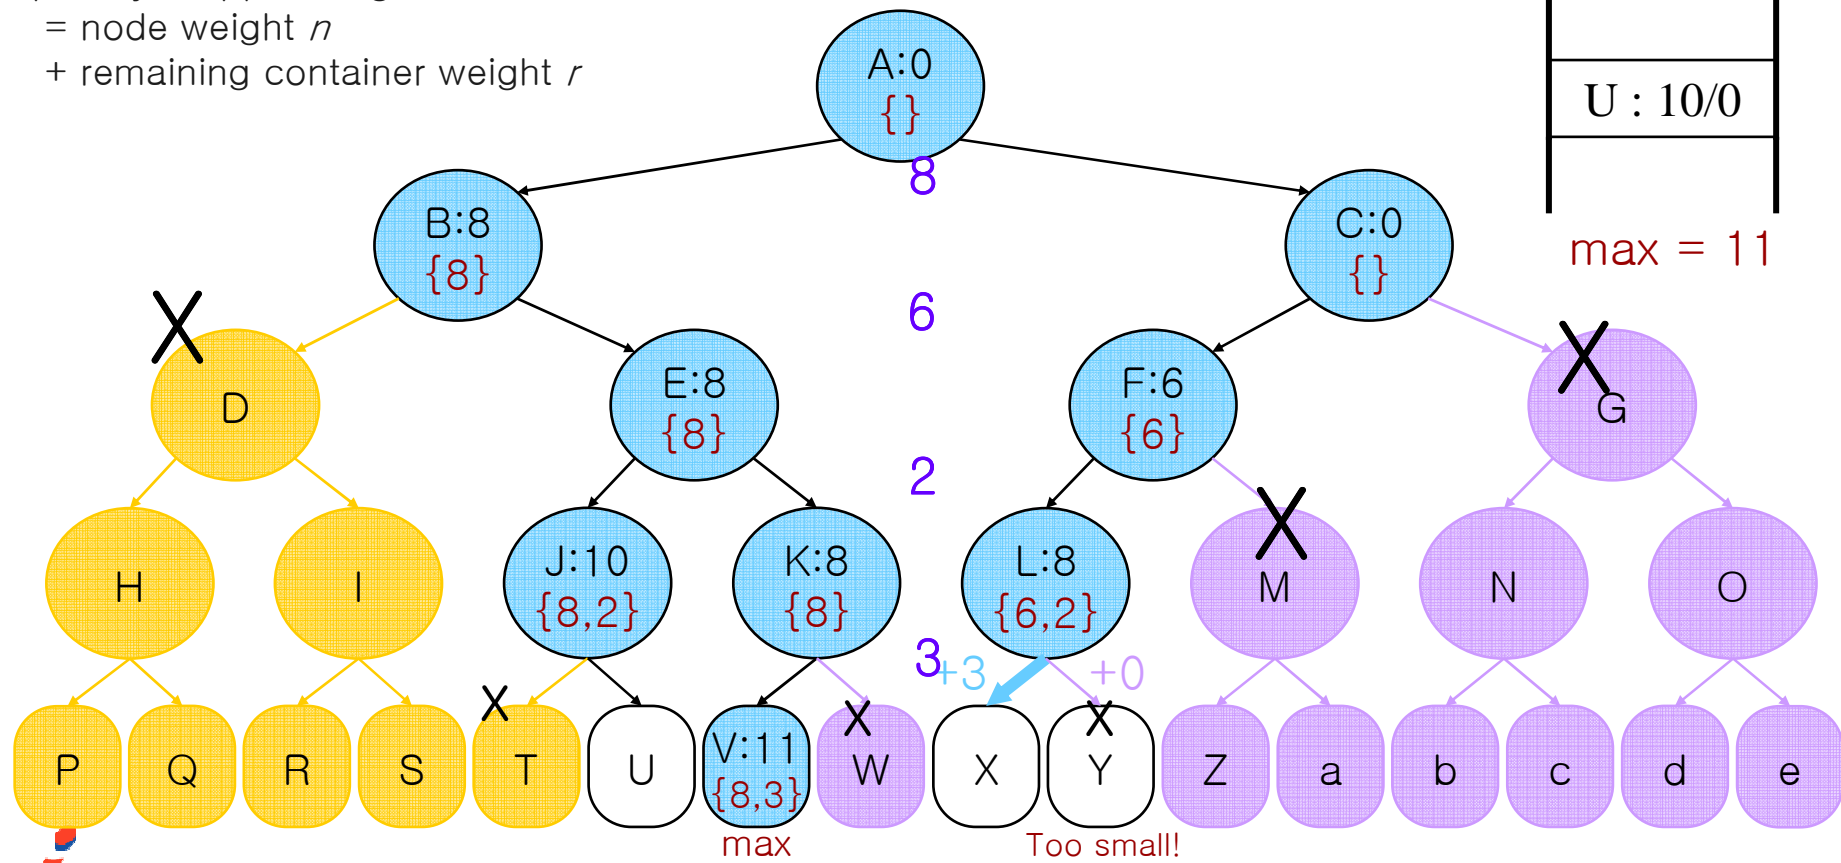 = node weight n
+ remaining container weight r
A:0
{}
U : 10/0
max = 11
8
B:8
{8}
C:0
{}
6
X
X
D
E:8
{8}
F:6
{6}
G
2
X
H
I
J:10
{8,2}
K:8
{8}
L:8
{6,2}
M
N
O
3
+3
+0
X
X
X
P
Q
R
S
T
U
V:11
{8,3}
W
X
Y
Z
a
b
c
d
e
max
Too small!